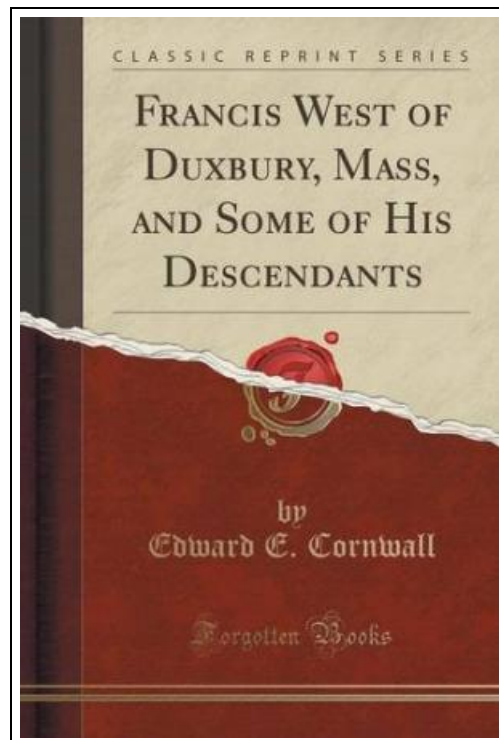 CLASSIC REPRINT SERIES
FRANCIS WEST OF
DUXBURY, MASS,
AND SOME OF HIS
DESCENDANTS
by
Edward E. Cornwall
Forgotten Books